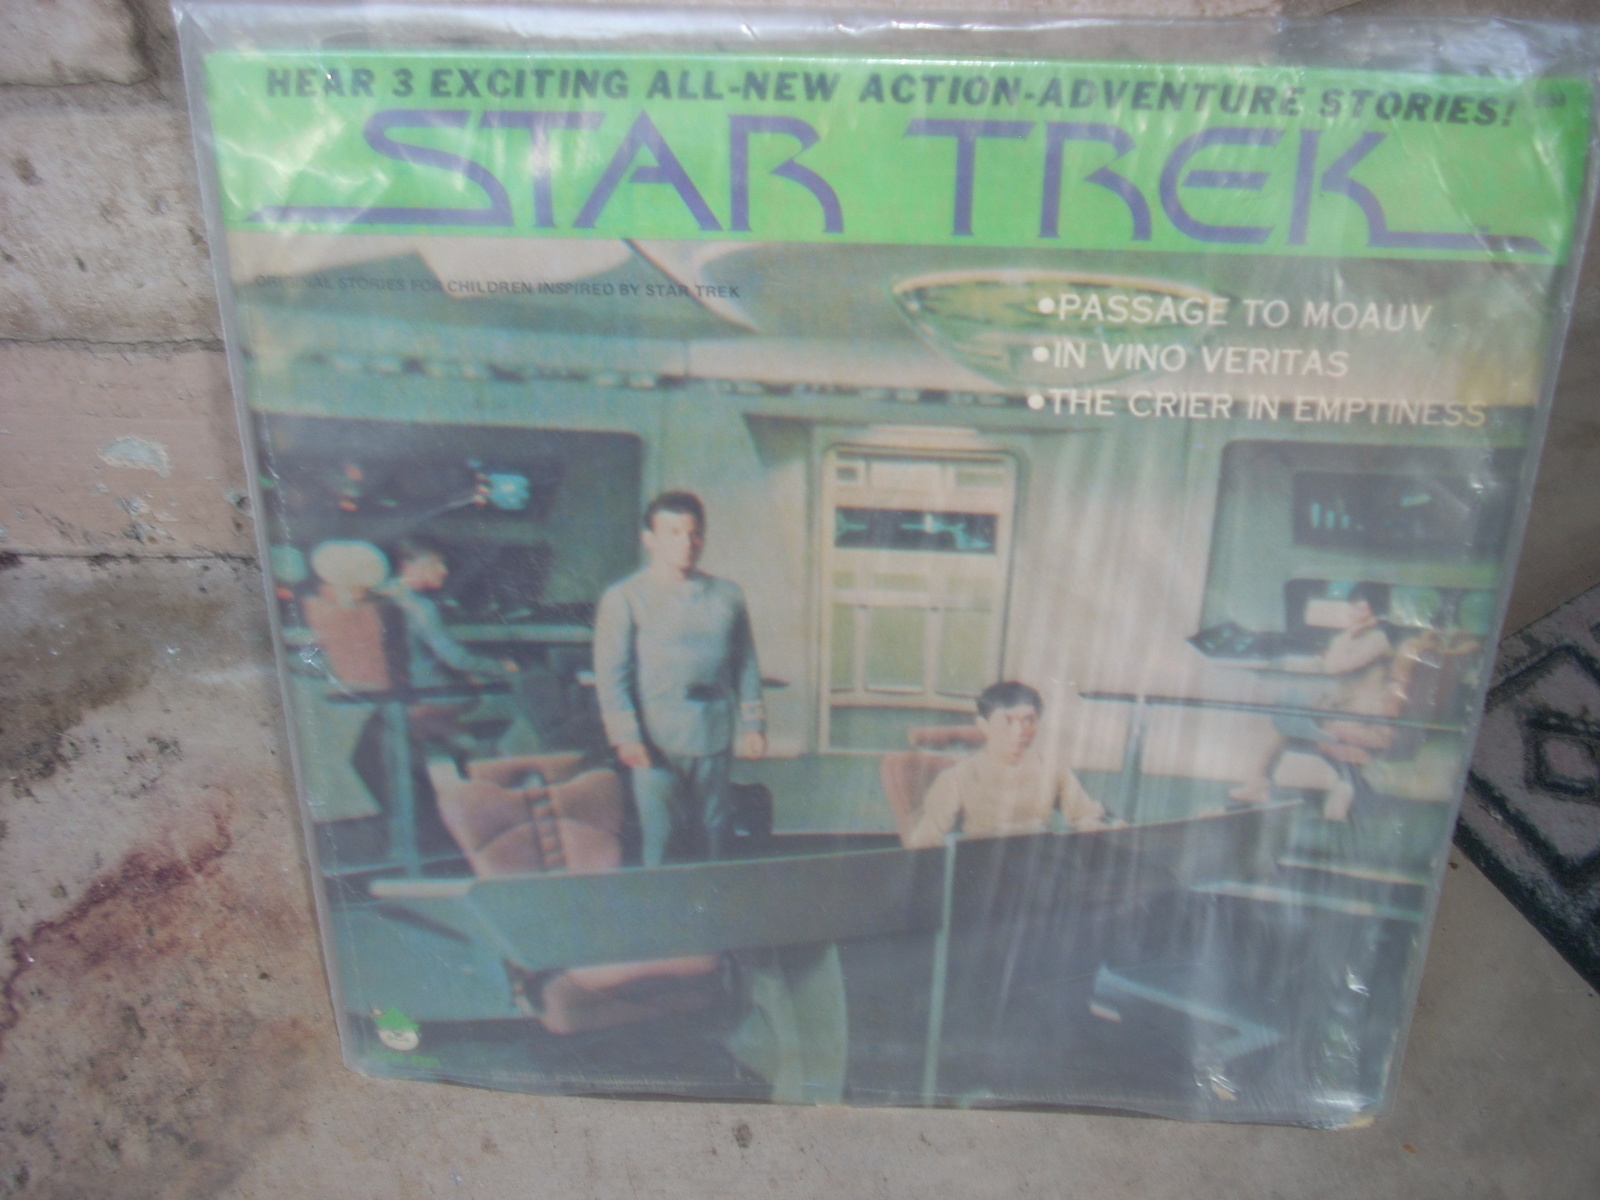 HEAR 3 EXCITING ALL-NEW ACTION-ADVENTURE STORIES!
STAR TREK
ORIGINAL STORIES FOR CHILDREN INSPIRED BY STAR TREK
•PASSAGE TO MOAUV
•IN VINO VERITAS
•THE CRIER IN EMPTINESS